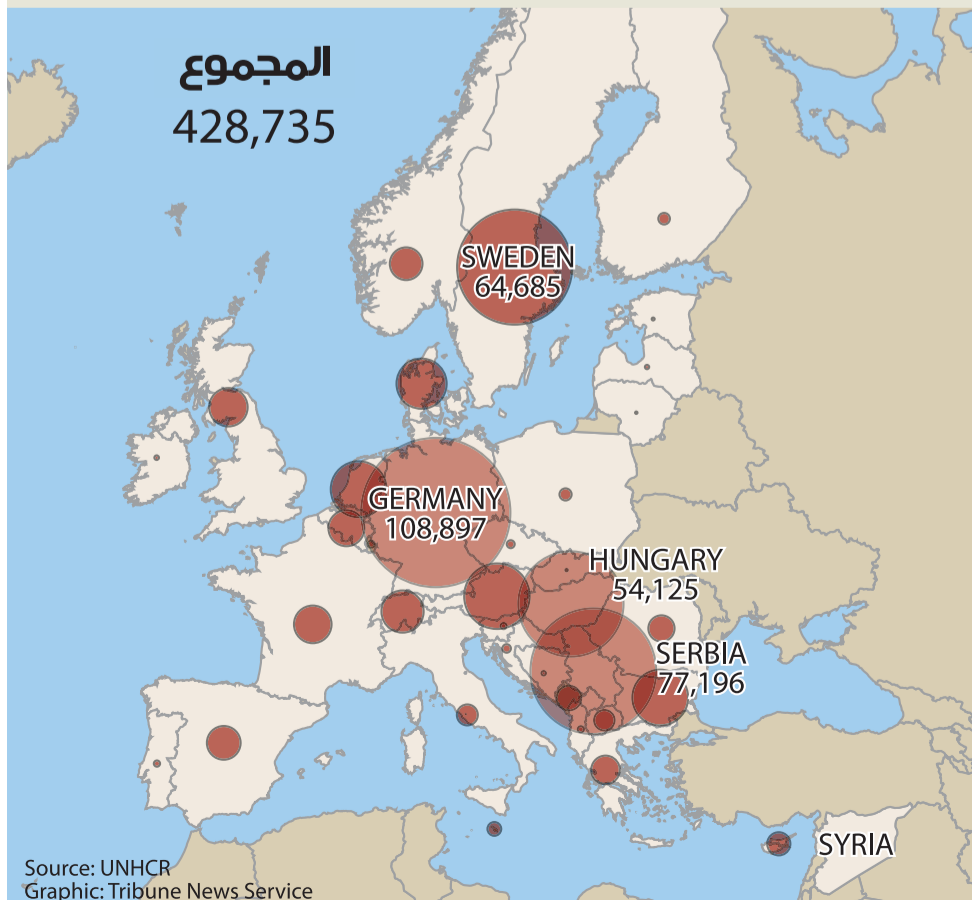 المجموع
428,735
SWEDEN
64,685
GERMANY
108,897
HUNGARY
54,125
SERBIA
77,196
SYRIA
Source: UNHCR
Graphic: Tribune News Service